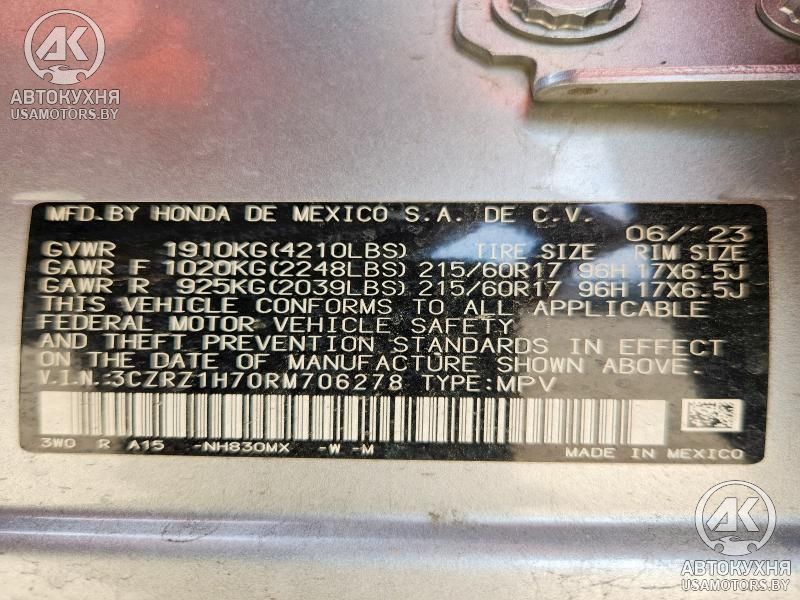 AK
АВТОКУХНЯ
USAMOTORS.BY
MFD.BY HONDA DE MEXICO S.A. DE C.V. 06/'23
GVWR 1910KG(4210LBS) TIRE SIZE RIM SIZE
GAWR F 1020KG(2248LBS) 215/60R17 96H 17X6.5J
GAWR R 925KG(2039LBS) 215/60R17 96H 17X6.5J
THIS VEHICLE CONFORMS TO ALL APPLICABLE
FEDERAL MOTOR VEHICLE SAFETY
AND THEFT PREVENTION STANDARDS IN EFFECT
ON THE DATE OF MANUFACTURE SHOWN ABOVE.
V.I.N.:3CZRZ1H70RM706278 TYPE:MPV
3W0 R A15 -NH830MX -W -M MADE IN MEXICO
AK
АВТОКУХНЯ
USAMOTORS.BY